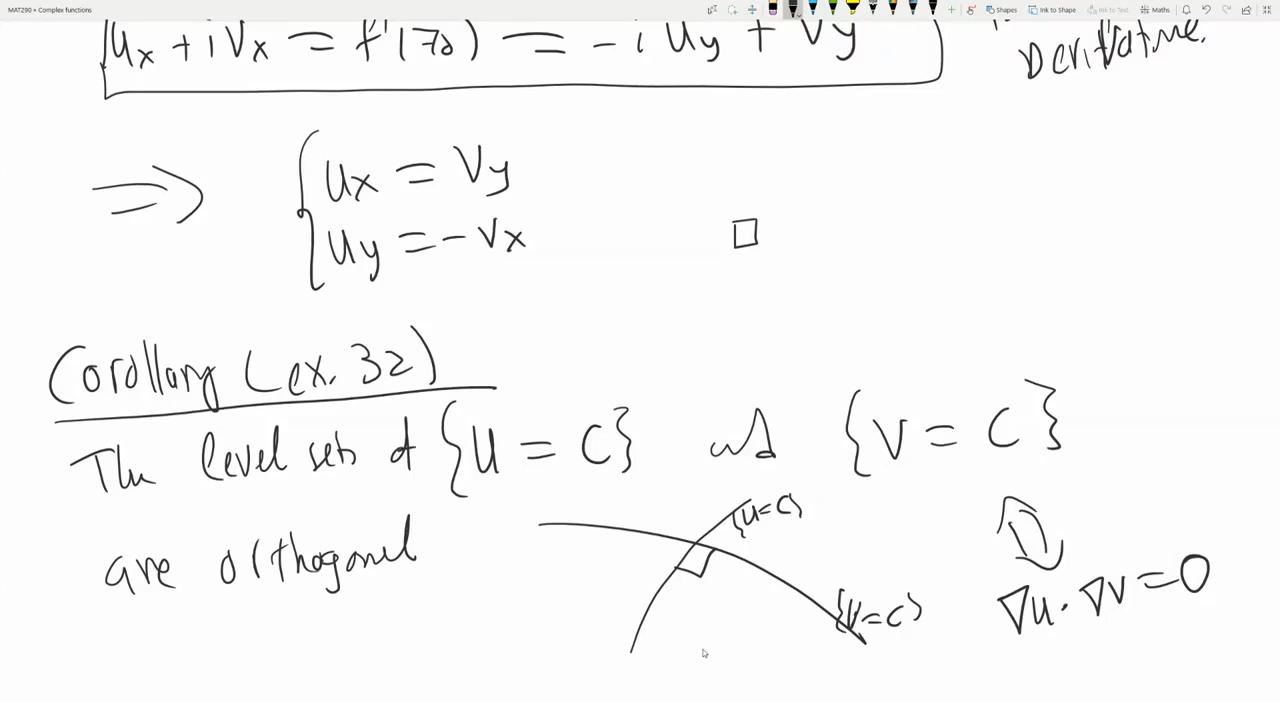 MAT290 • Complex functions
Shapes Ink to Shape Ink to Text Maths
Ux + i Vx = f'(z0) = -i Uy + Vy
Derivative.
⇒ { Ux = Vy
Uy = -Vx □
Corollary (ex. 32)
The level sets of {U = C} and {V = C}
are orthogonal
{U=C}
{V=C}
∇U · ∇V = 0